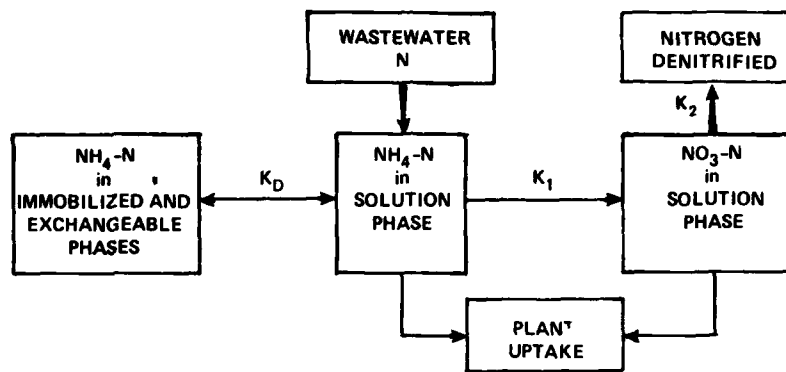 WASTEWATER
N
NITROGEN
DENITRIFIED
K2
NH4-N
in
IMMOBILIZED AND
EXCHANGEABLE
PHASES
KD
NH4-N
in
SOLUTION
PHASE
K1
NO3-N
in
SOLUTION
PHASE
PLANT
UPTAKE